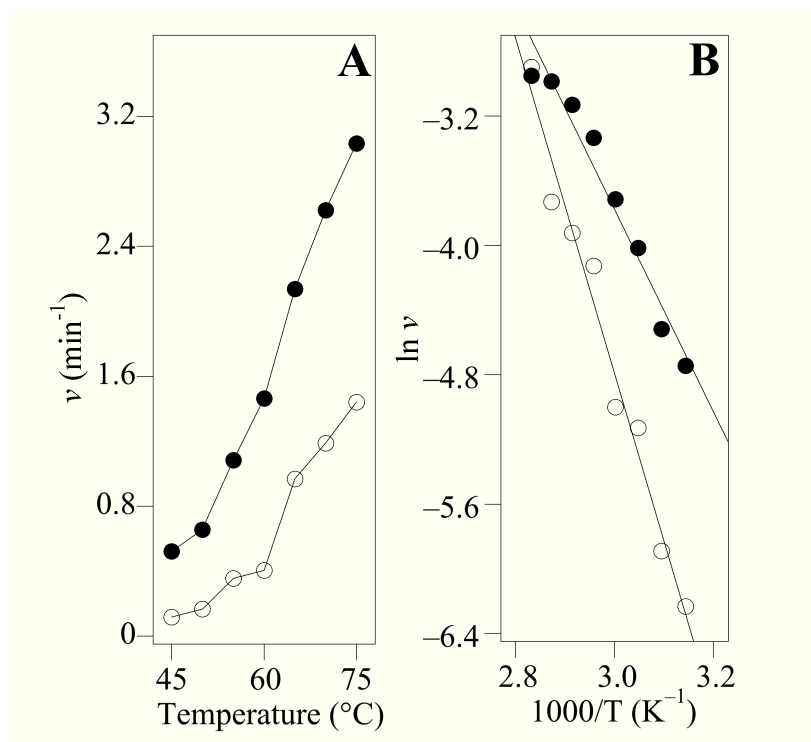 A
3.2
2.4
1.6
0.8
0
v (min⁻¹)
45 60 75
Temperature (°C)
B
–3.2
–4.0
–4.8
–5.6
–6.4
ln v
2.8 3.0 3.2
1000/T (K⁻¹)